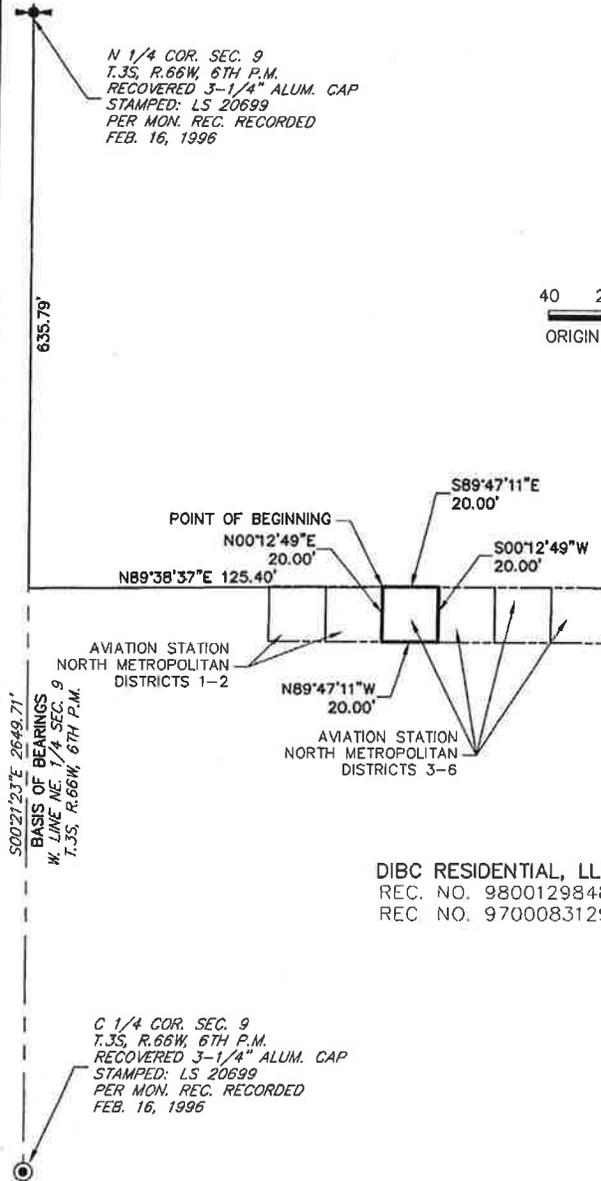 N 1/4 COR. SEC. 9
T.3S, R.66W, 6TH P.M.
RECOVERED 3-1/4" ALUM. CAP
STAMPED: LS 20699
PER MON. REC. RECORDED
FEB. 16, 1996
635.79'
40 2
ORIGIN
S89°47'11"E
20.00'
POINT OF BEGINNING
N00°12'49"E
20.00'
S00°12'49"W
20.00'
N89°38'37"E 125.40'
AVIATION STATION
NORTH METROPOLITAN
DISTRICTS 1-2
N89°47'11"W
20.00'
AVIATION STATION
NORTH METROPOLITAN
DISTRICTS 3-6
S00°21'23"E 2649.71'
BASIS OF BEARINGS
W. LINE NE. 1/4 SEC. 9
T.3S, R.66W, 6TH P.M.
DIBC RESIDENTIAL, LL
REC. NO. 980012984
REC. NO. 970008312
C 1/4 COR. SEC. 9
T.3S, R.66W, 6TH P.M.
RECOVERED 3-1/4" ALUM. CAP
STAMPED: LS 20699
PER MON. REC. RECORDED
FEB. 16, 1996